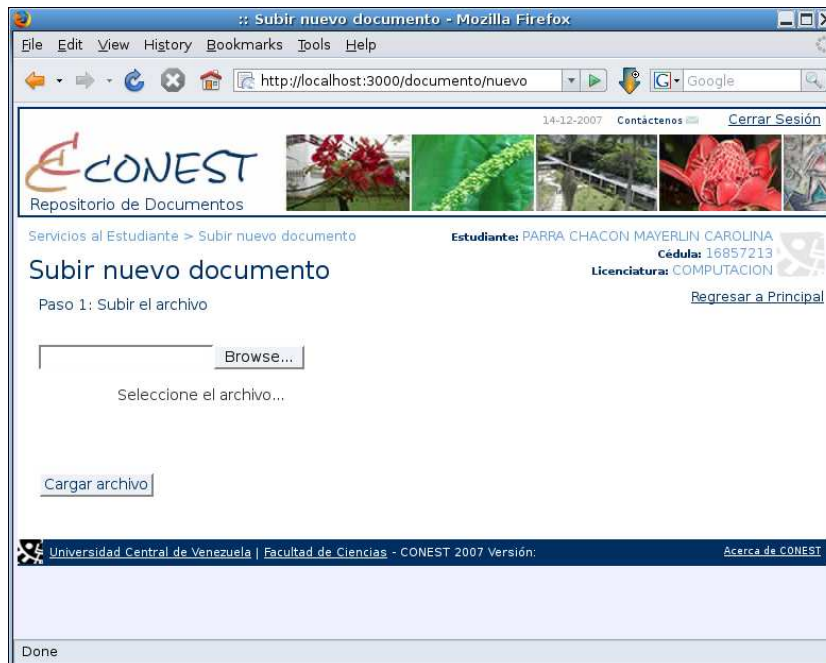 :: Subir nuevo documento - Mozilla Firefox
File Edit View History Bookmarks Tools Help
http://localhost:3000/documento/nuevo G Google
14-12-2007 Contáctenos Cerrar Sesión
CONEST
Repositorio de Documentos
Servicios al Estudiante > Subir nuevo documento
Estudiante: PARRA CHACON MAYERLIN CAROLINA
Cédula: 16857213
Licenciatura: COMPUTACION
Subir nuevo documento
Regresar a Principal
Paso 1: Subir el archivo
Browse...
Seleccione el archivo...
Cargar archivo
Universidad Central de Venezuela | Facultad de Ciencias - CONEST 2007 Versión: Acerca de CONEST
Done